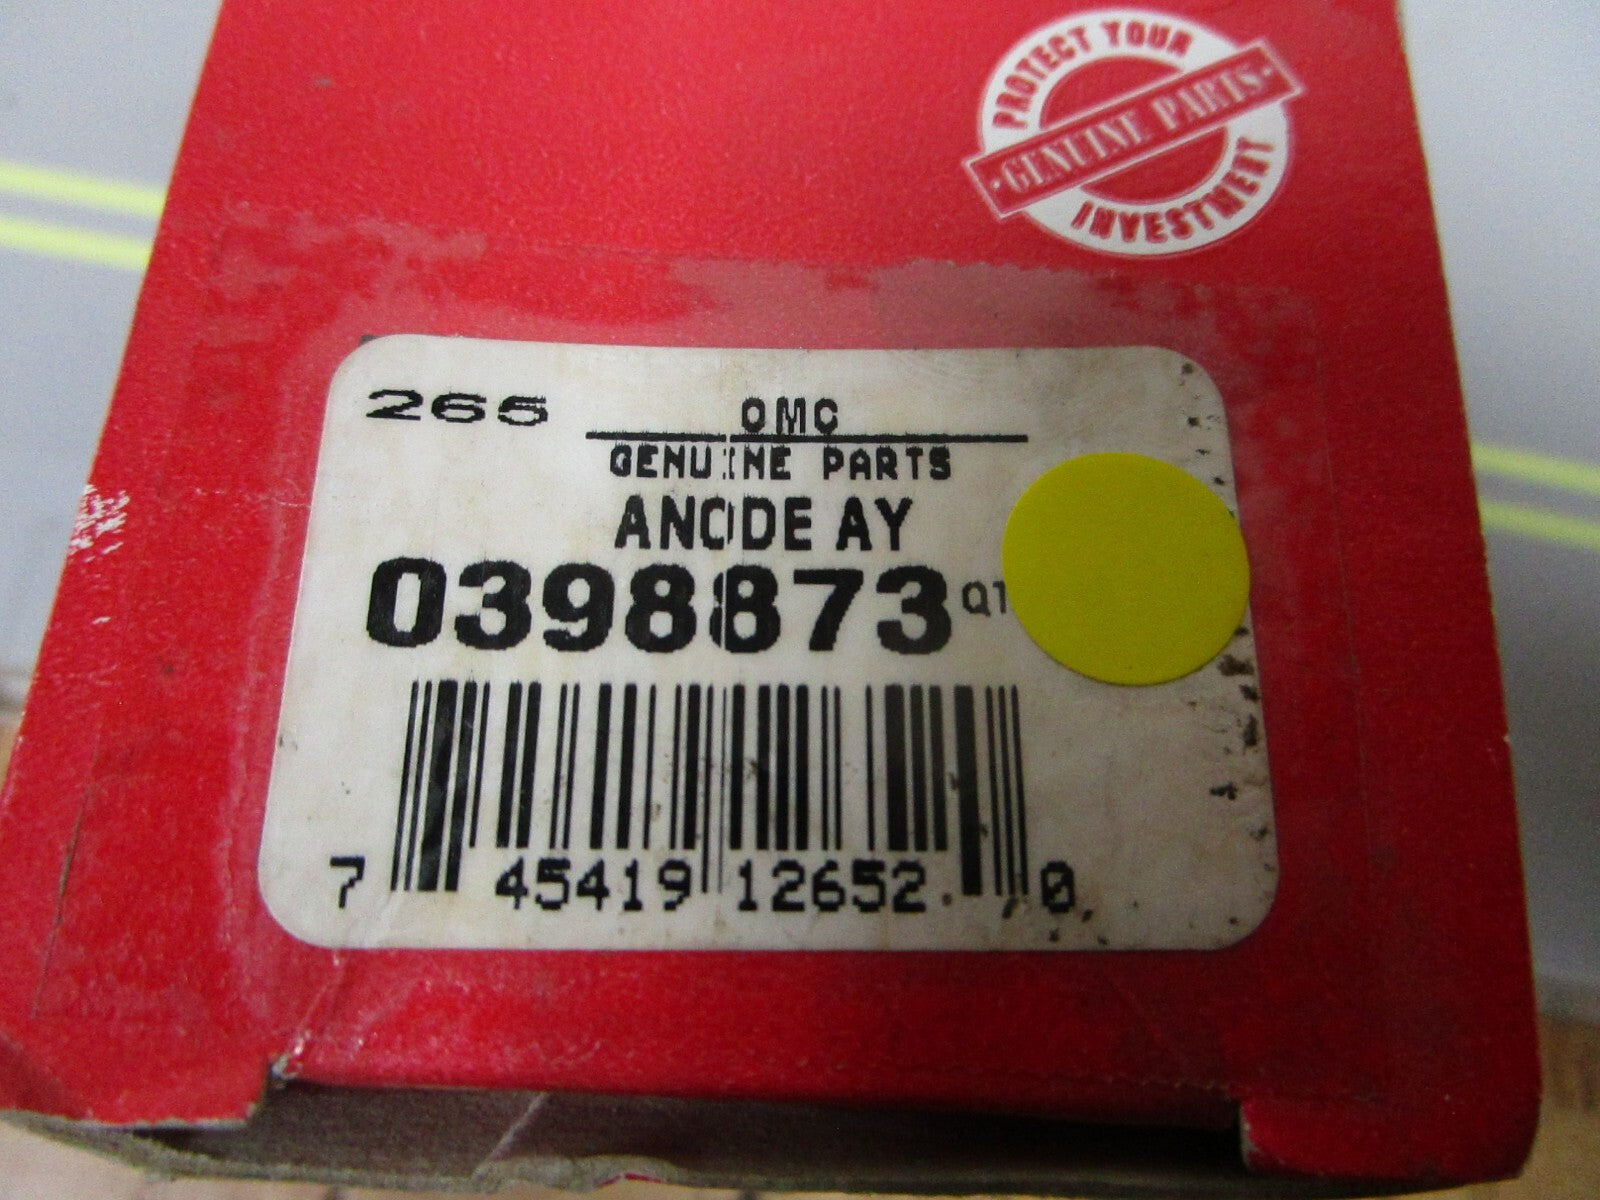 PROTECT YOUR
·GENUINE PARTS·
INVESTMENT
265
OMC
GENUINE PARTS
ANODE AY
0398873
7 45419 12652 0